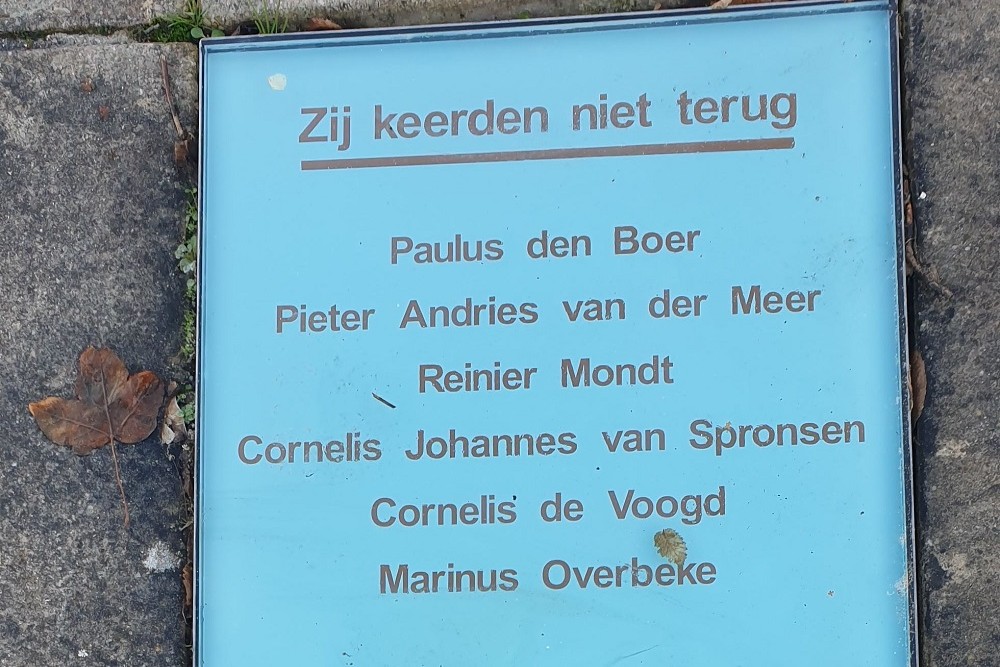 Zij keerden niet terug
Paulus den Boer
Pieter Andries van der Meer
Reinier Mondt
Cornelis Johannes van Spronsen
Cornelis de Voogd
Marinus Overbeke